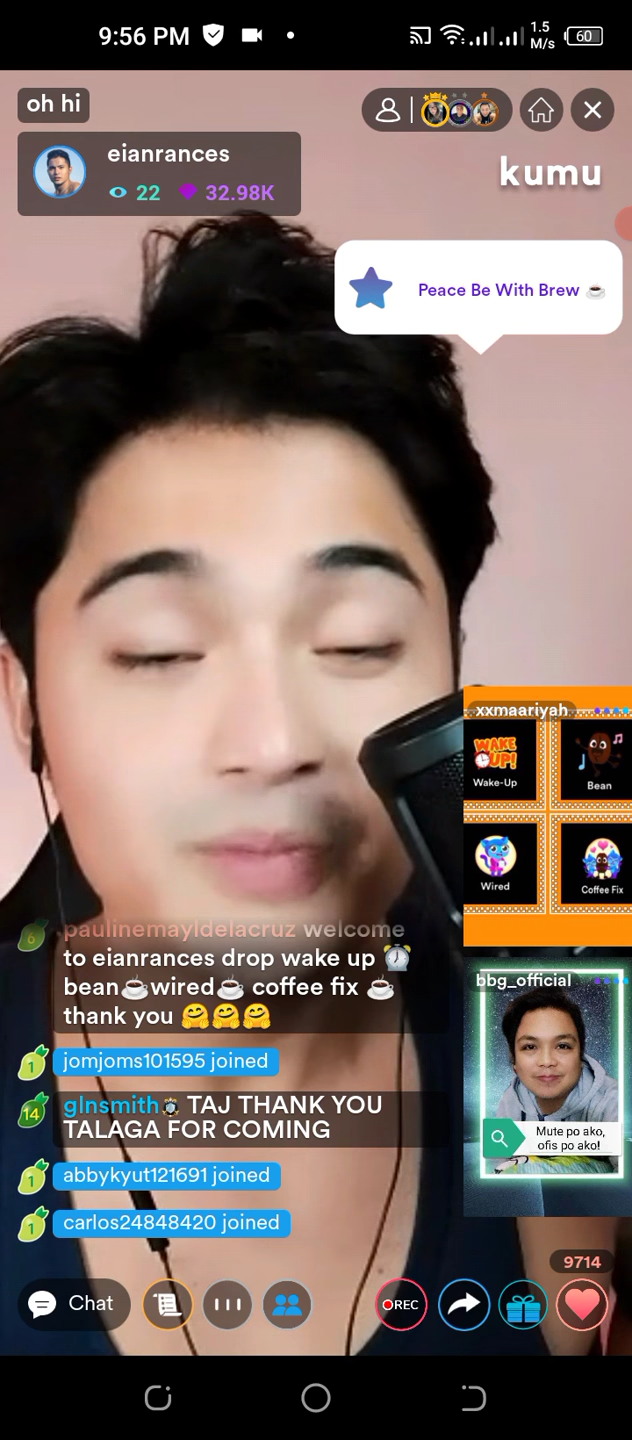 9:56 PM
1.5
M/s
60
oh hi
eianrances
22
32.98K
kumu
Peace Be With Brew ☕
xxmaariyah
WAKE
UP!
Wake-Up
Bean
Wired
Coffee Fix
6
paulinemayldelacruz welcome
to eianrances drop wake up ⏰
bean☕wired☕ coffee fix ☕
thank you 🤗🤗🤗
1
jomjoms101595 joined
14
glnsmith TAJ THANK YOU
TALAGA FOR COMING
1
abbykyut121691 joined
1
carlos24848420 joined
bbg_official
Mute po ako,
ofis po ako!
9714
Chat
REC